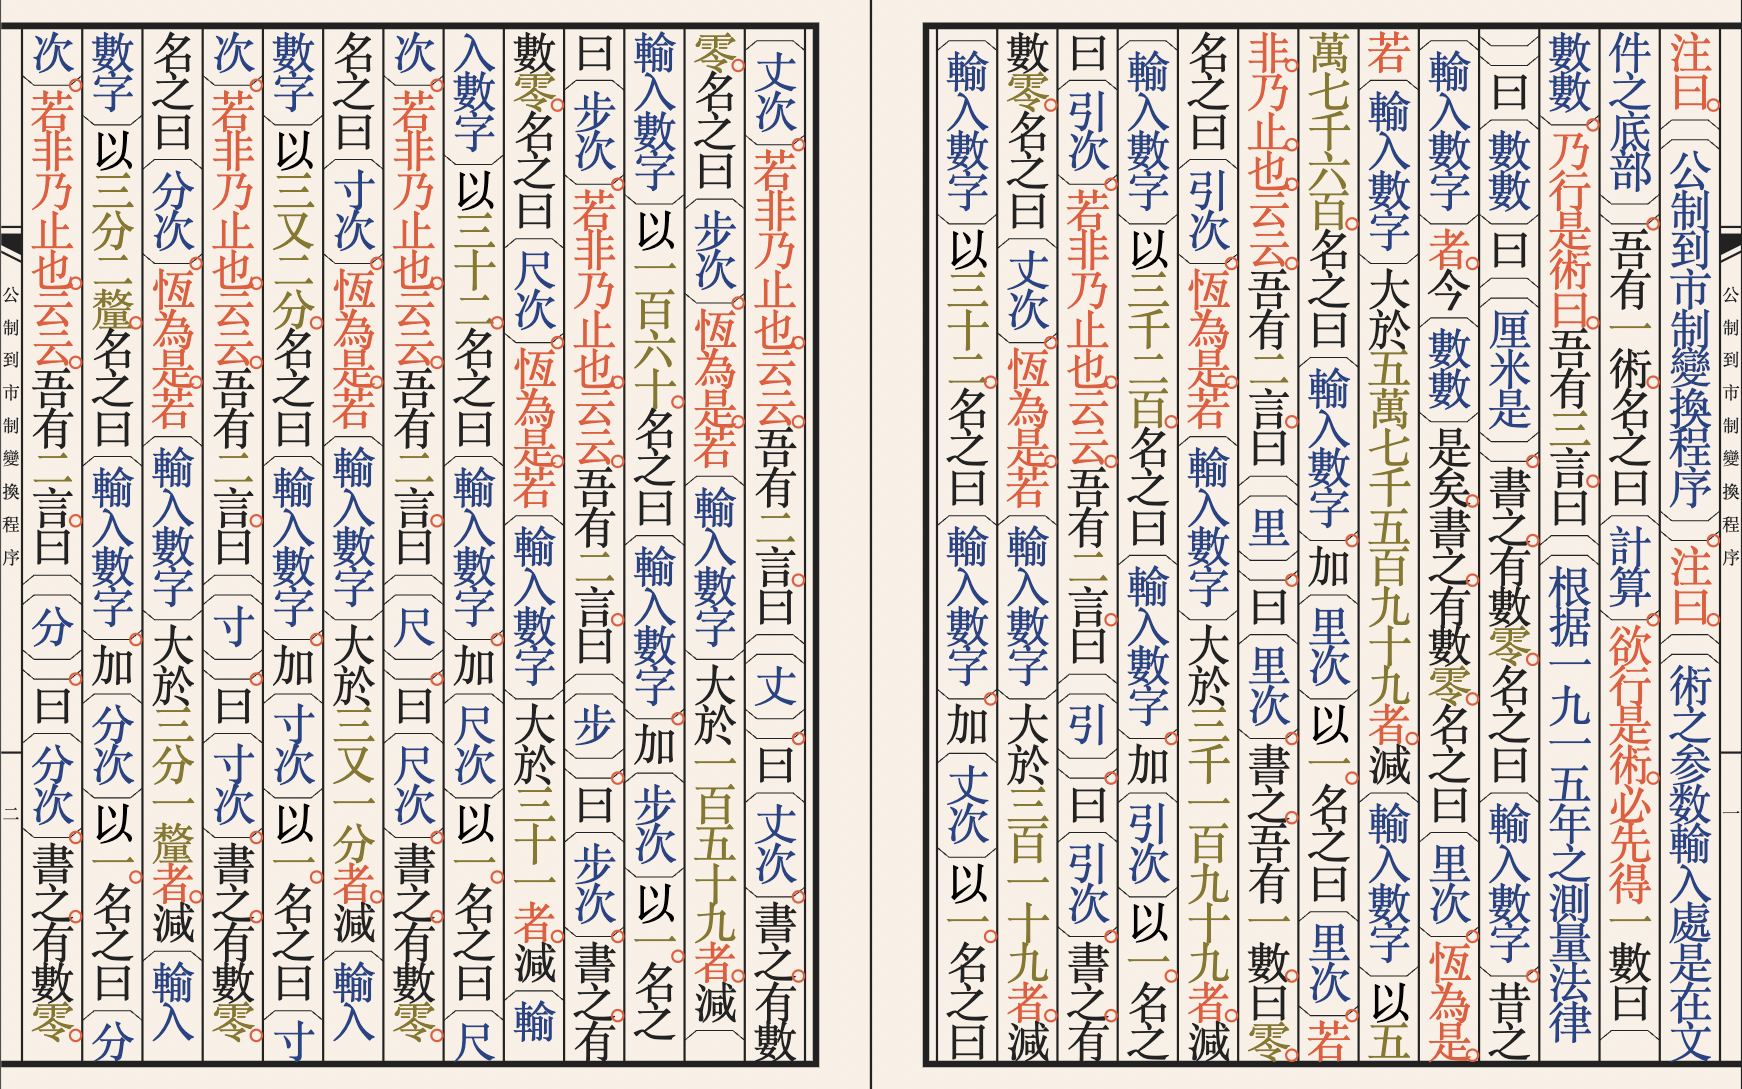 公制到市制變換程序 一
注曰。「「公制到市制變換程序」」。注曰。「「術之参数輸入處是在文
件之底部」」。吾有一術。名之曰「計算」。欲行是術。必先得一數曰「
數數」。乃行是術曰。吾有三言。曰「「根据一九一五年之測量法律
」」曰「數數」曰「「厘米是」」。書之。有數零。名之曰「輸入數字」。昔之
「輸入數字」者。今「數數」是矣。書之。有數零。名之曰「里次」。恆為是。
若「輸入數字」大於五萬七千五百九十九者。減「輸入數字」以五
萬七千六百。名之曰「輸入數字」。加「里次」以一。名之曰「里次」。若
非。乃止。也。云云。吾有二言。曰「「里」」。曰「里次」。書之。吾有一數。曰零。
名之曰「引次」。恆為是。若「輸入數字」大於三千一百九十九者。減
「輸入數字」以三千二百。名之曰「輸入數字」。加「引次」以一。名之
曰「引次」。若非乃止也。云云。吾有二言。曰「「引」」。曰「引次」。書之。有
數零。名之曰「丈次」。恆為是。若「輸入數字」大於三百一十九者。減
「輸入數字」以三十二。名之曰「輸入數字」。加「丈次」以一。名之曰
「丈次」。若非乃止也。云云。吾有二言。曰「「丈」」。曰「丈次」。書之。有數
零。名之曰「步次」。恆為是。若「輸入數字」大於一百五十九者。減「
輸入數字」以一百六十。名之曰「輸入數字」。加「步次」以一。名之
曰「步次」。若非乃止也。云云。吾有二言。曰「「步」」。曰「步次」。書之。有
數零。名之曰「尺次」。恆為是。若「輸入數字」大於三十一者。減「輸
入數字」以三十二。名之曰「輸入數字」。加「尺次」以一。名之曰「尺
次」。若非乃止也。云云。吾有二言。曰「「尺」」。曰「尺次」。書之。有數零。
名之曰「寸次」。恆為是。若「輸入數字」大於三又一分者。減「輸入
數字」以三又二分。名之曰「輸入數字」。加「寸次」以一。名之曰「寸
次」。若非乃止也。云云。吾有二言。曰「「寸」」。曰「寸次」。書之。有數零。
名之曰「分次」。恆為是。若「輸入數字」大於三分一釐者。減「輸入
數字」以三分二釐。名之曰「輸入數字」。加「分次」以一。名之曰「分
次」。若非乃止也。云云。吾有二言。曰「「分」」。曰「分次」。書之。有數零。
公制到市制變換程序 二